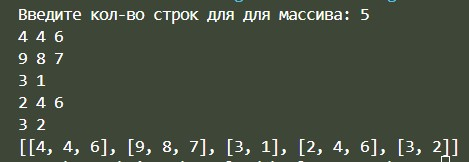 Введите кол-во строк для для массива: 5
4 4 6
9 8 7
3 1
2 4 6
3 2
[[4, 4, 6], [9, 8, 7], [3, 1], [2, 4, 6], [3, 2]]